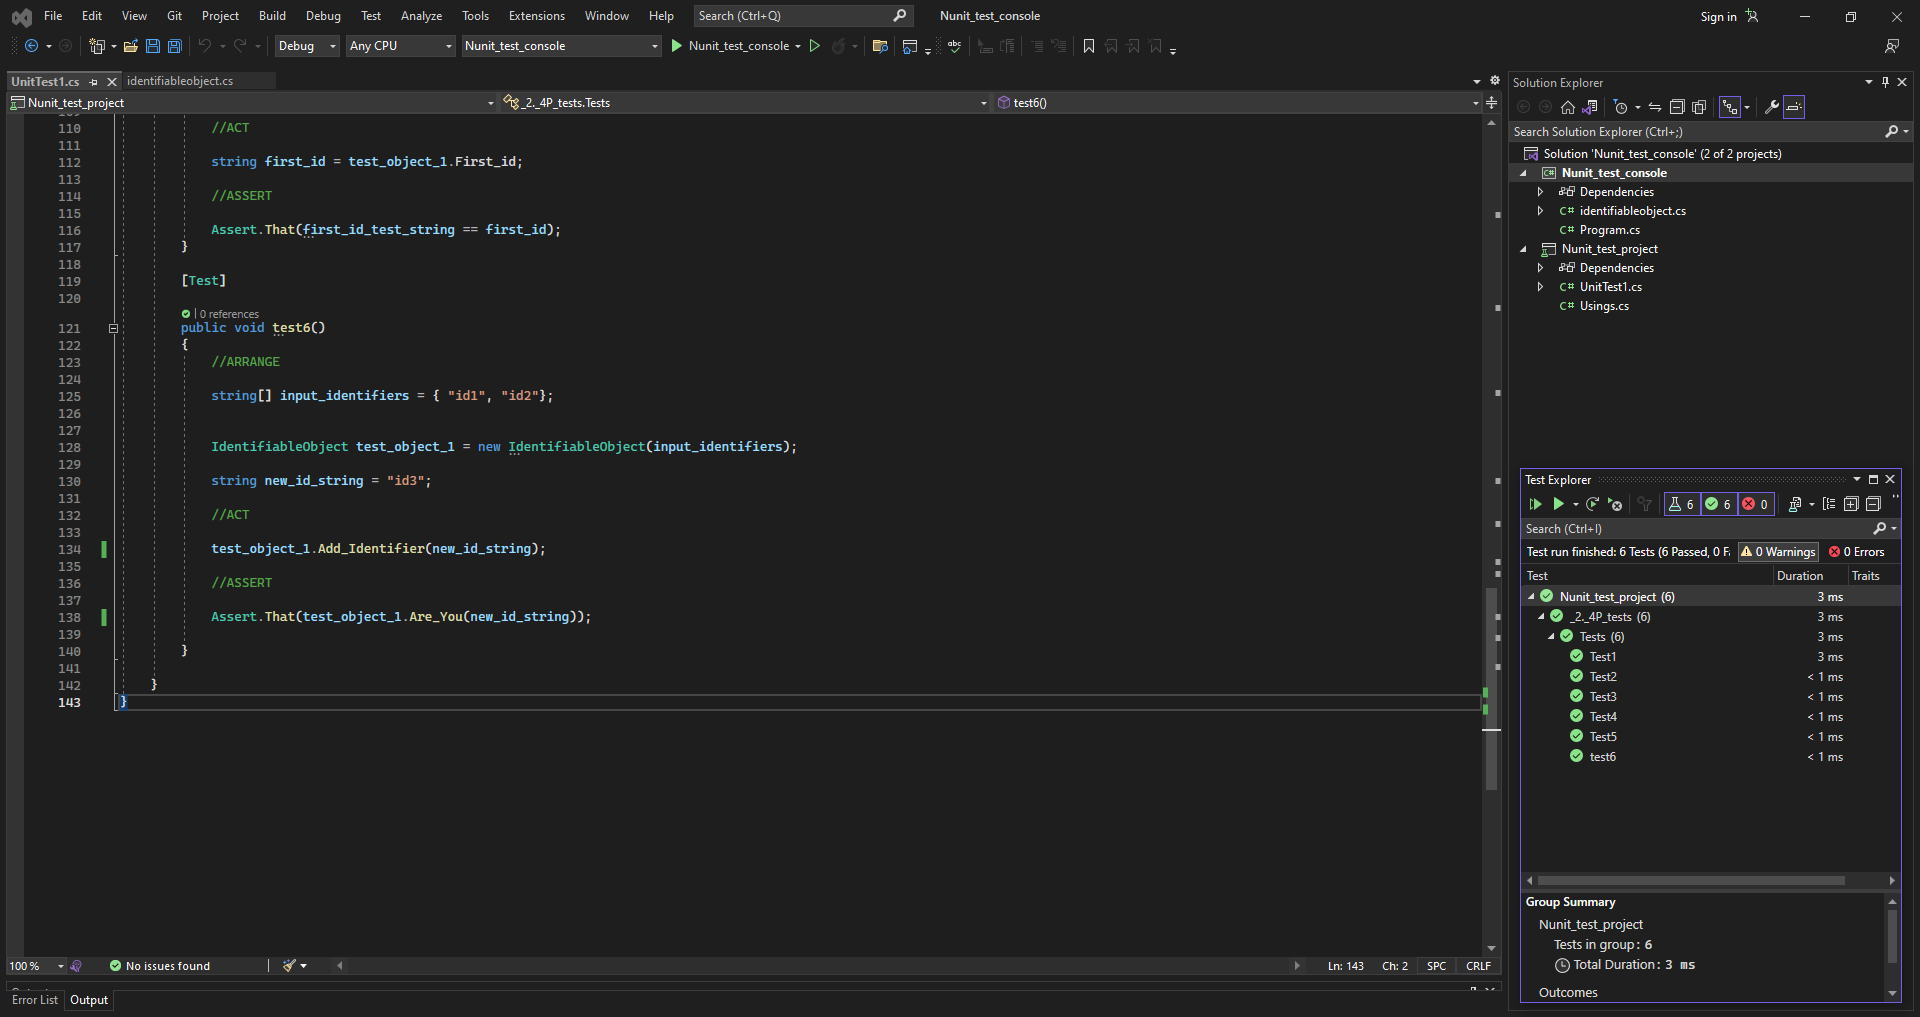 File Edit View Git Project Build Debug Test Analyze Tools Extensions Window Help Search (Ctrl+Q) Nunit_test_console Sign in
Debug Any CPU Nunit_test_console Nunit_test_console
UnitTest1.cs identifiableobject.cs
Nunit_test_project _2._4P_tests.Tests test6()
110 //ACT
111
112 string first_id = test_object_1.First_id;
113
114 //ASSERT
115
116 Assert.That(first_id_test_string == first_id);
117 }
118
119 [Test]
120
0 references
121 public void test6()
122 {
123 //ARRANGE
124
125 string[] input_identifiers = { "id1", "id2"};
126
127
128 IdentifiableObject test_object_1 = new IdentifiableObject(input_identifiers);
129
130 string new_id_string = "id3";
131
132 //ACT
133
134 test_object_1.Add_Identifier(new_id_string);
135
136 //ASSERT
137
138 Assert.That(test_object_1.Are_You(new_id_string));
139
140 }
141
142 }
143 }
100 % No issues found Ln: 143 Ch: 2 SPC CRLF
Error List Output
Solution Explorer
Search Solution Explorer (Ctrl+;)
Solution 'Nunit_test_console' (2 of 2 projects)
C# Nunit_test_console
Dependencies
C# identifiableobject.cs
C# Program.cs
Nunit_test_project
Dependencies
C# UnitTest1.cs
C# Usings.cs
Test Explorer
6 6 0
Search (Ctrl+I)
Test run finished: 6 Tests (6 Passed, 0 Fa 0 Warnings 0 Errors
Test Duration Traits
Nunit_test_project (6) 3 ms
_2._4P_tests (6) 3 ms
Tests (6) 3 ms
Test1 3 ms
Test2 < 1 ms
Test3 < 1 ms
Test4 < 1 ms
Test5 < 1 ms
test6 < 1 ms
Group Summary
Nunit_test_project
Tests in group: 6
Total Duration: 3 ms
Outcomes